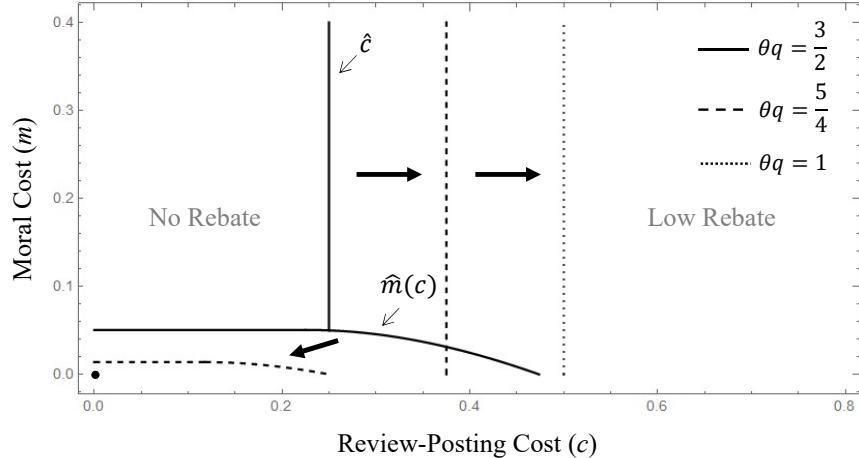 0.4
0.3
0.2
0.1
0.0
Moral Cost (m)
ĉ
θq = 3/2
θq = 5/4
θq = 1
No Rebate
Low Rebate
m̂(c)
0.0
0.2
0.4
0.6
0.8
Review-Posting Cost (c)